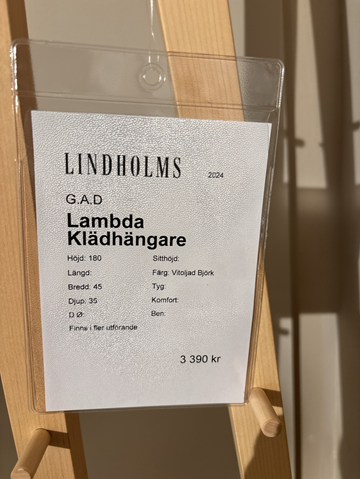 LINDHOLMS 2024
G.A.D
Lambda
Klädhängare
Höjd: 180 Sitthöjd:
Längd: Färg: Vitoljad Björk
Bredd: 45 Tyg:
Djup: 35 Komfort:
D Ø: Ben:
Finns i fler utförande
3 390 kr